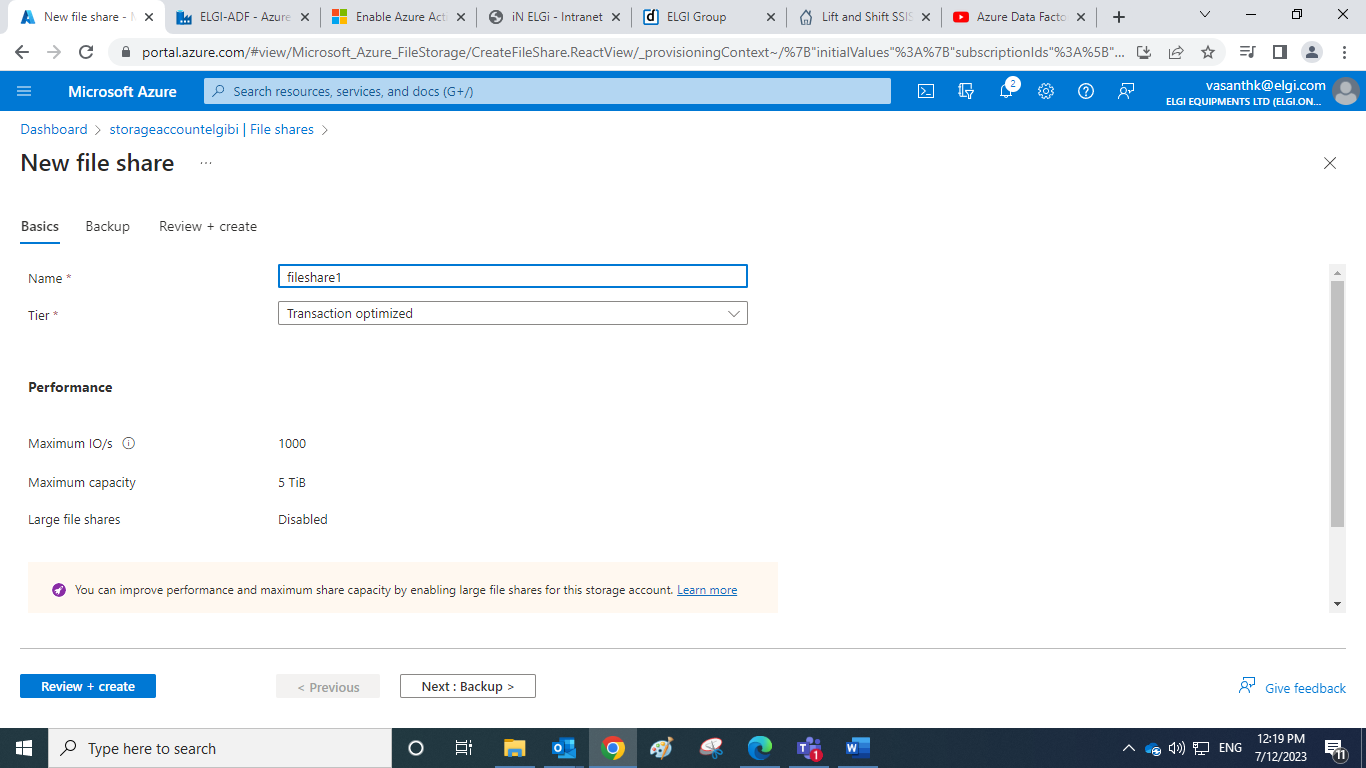 New file share - M
ELGI-ADF - Azure
Enable Azure Act
iN ELGi - Intranet
ELGI Group
Lift and Shift SSIS
Azure Data Facto
portal.azure.com/#view/Microsoft_Azure_FileStorage/CreateFileShare.ReactView/_provisioningContext~/%7B"initialValues"%3A%7B"subscriptionIds"%3A%5B"...
Microsoft Azure
Search resources, services, and docs (G+/)
2
vasanthk@elgi.com
ELGI EQUIPMENTS LTD (ELGI.ON...
Dashboard > storageaccountelgibi | File shares >
New file share ...
Basics
Backup
Review + create
Name *
fileshare1
Tier *
Transaction optimized
Performance
Maximum IO/s
1000
Maximum capacity
5 TiB
Large file shares
Disabled
You can improve performance and maximum share capacity by enabling large file shares for this storage account. Learn more
Review + create
< Previous
Next : Backup >
Give feedback
Type here to search
1
ENG
12:19 PM
7/12/2023
11